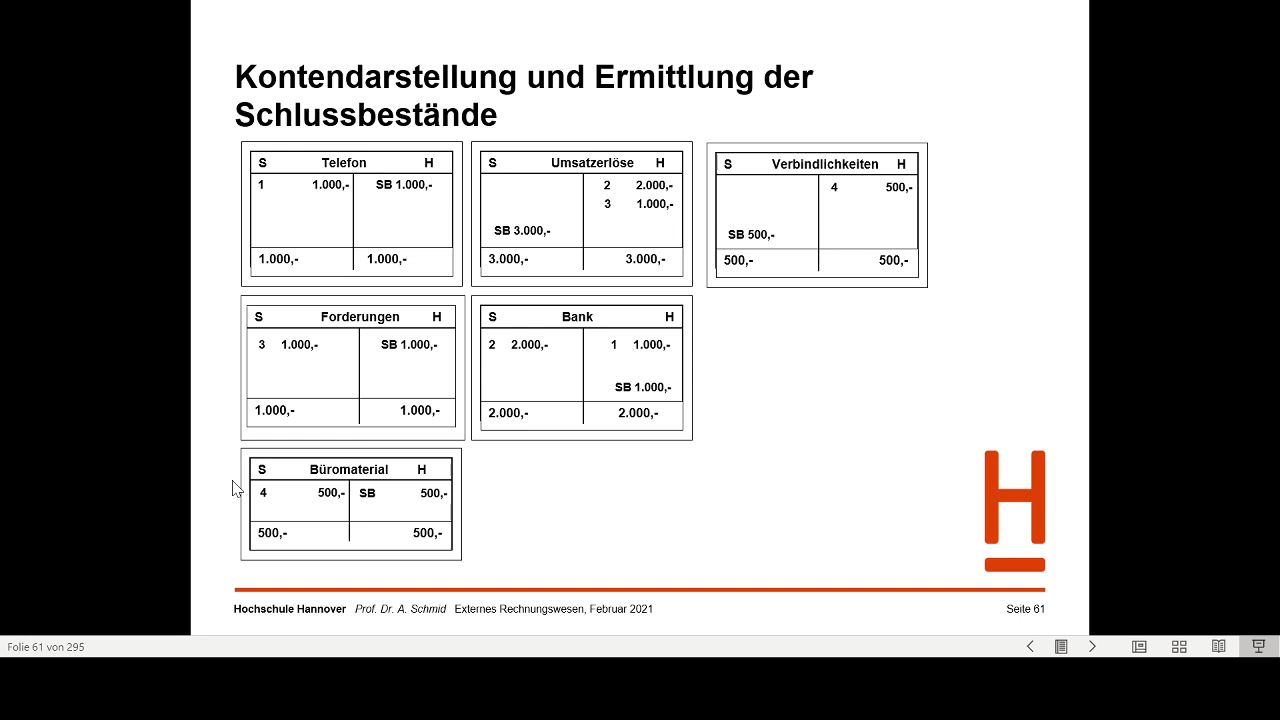 Kontendarstellung und Ermittlung der
Schlussbestände
S Telefon H
1 1.000,- SB 1.000,-
1.000,- 1.000,-
S Umsatzerlöse H
2 2.000,-
3 1.000,-
SB 3.000,-
3.000,- 3.000,-
S Verbindlichkeiten H
4 500,-
SB 500,-
500,- 500,-
S Forderungen H
3 1.000,- SB 1.000,-
1.000,- 1.000,-
S Bank H
2 2.000,- 1 1.000,-
SB 1.000,-
2.000,- 2.000,-
S Büromaterial H
4 500,- SB 500,-
500,- 500,-
H
Hochschule Hannover Prof. Dr. A. Schmid Externes Rechnungswesen, Februar 2021 Seite 61
Folie 61 von 295